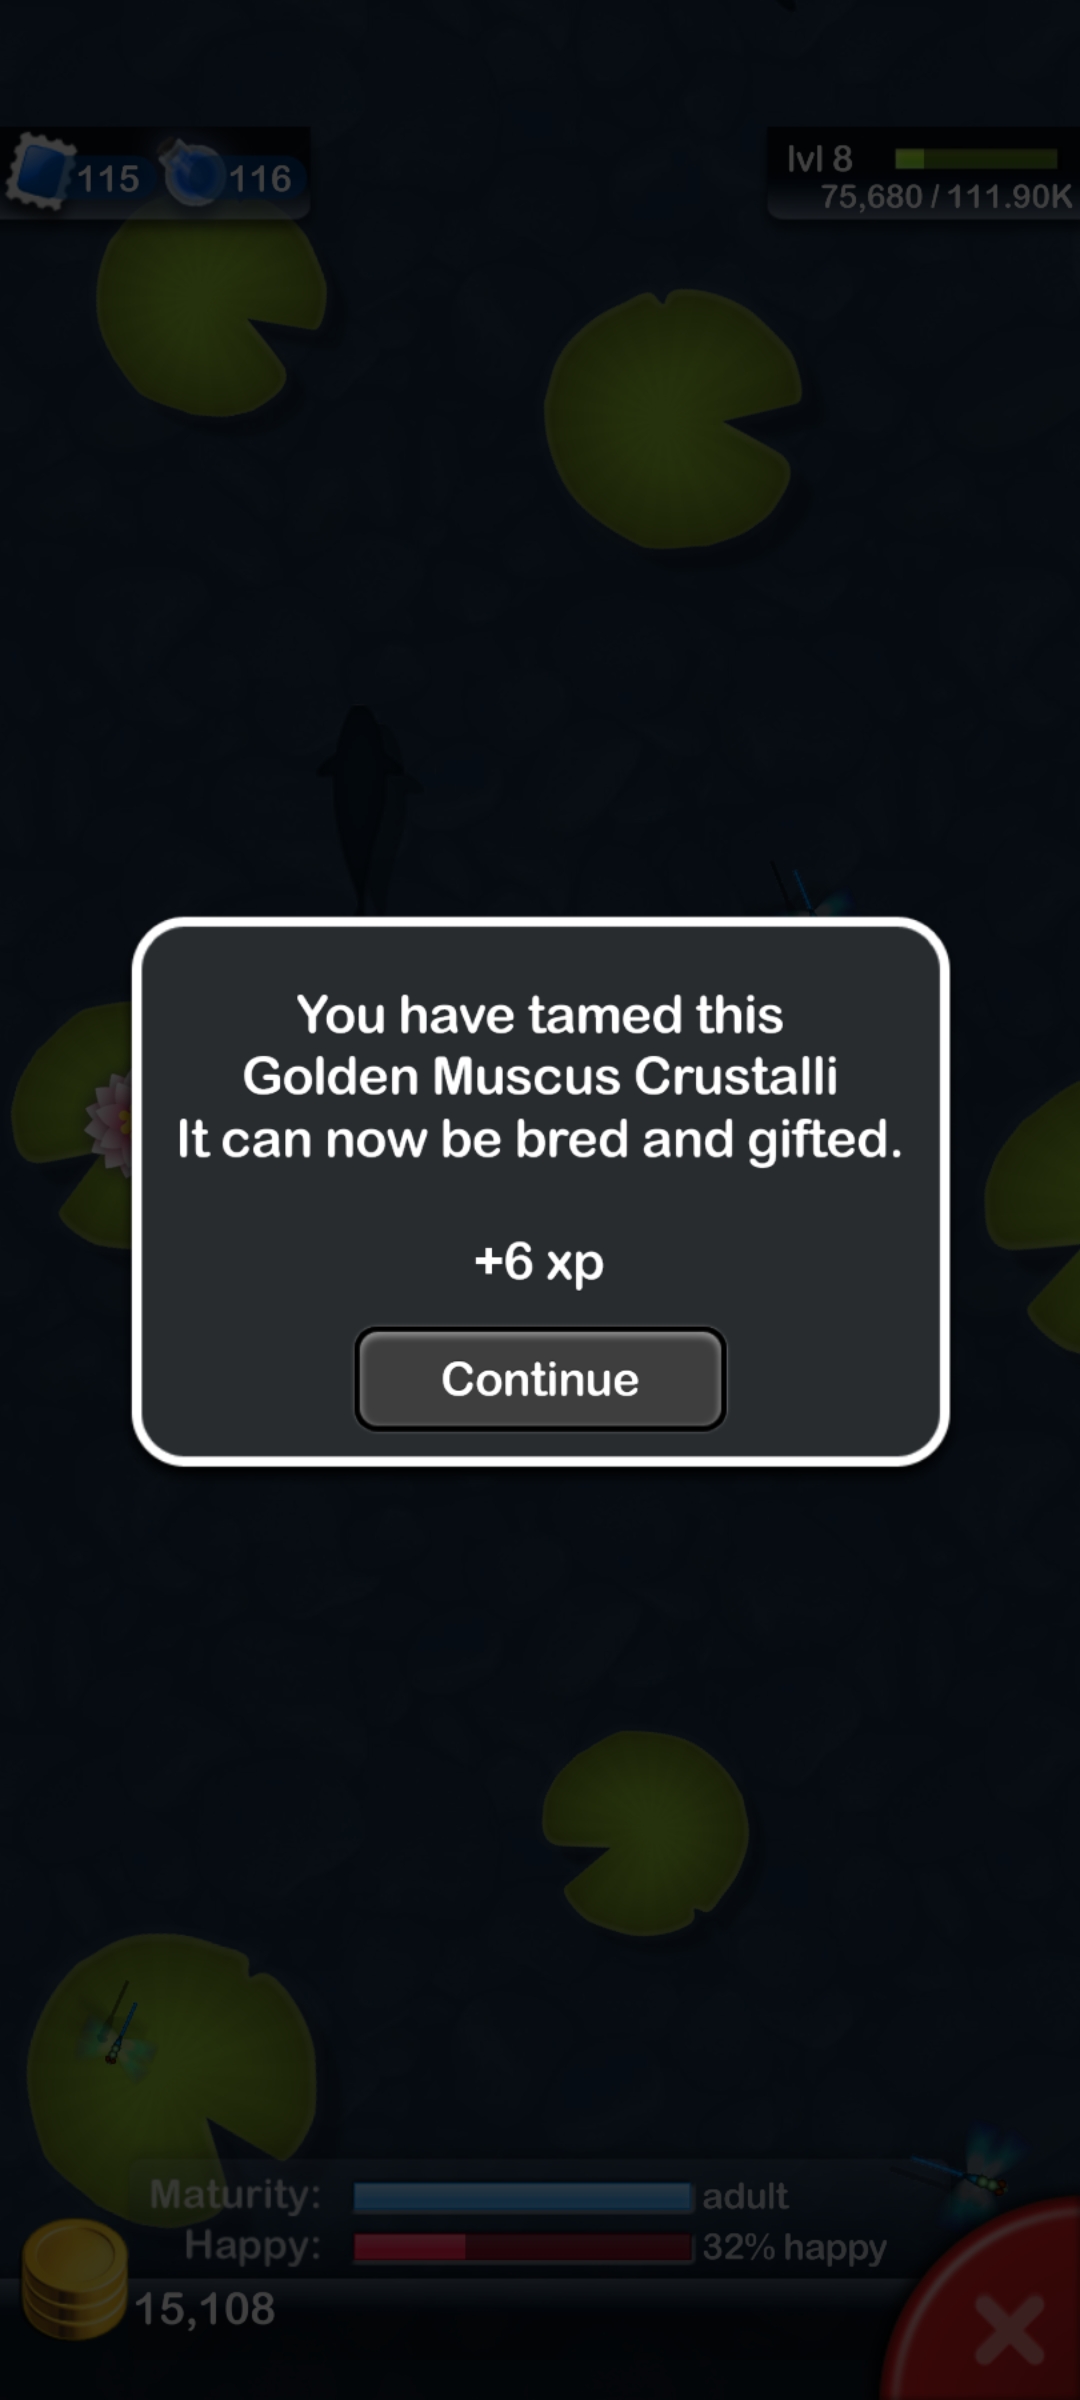 115 116
lvl 8
75,680 / 111.90K
You have tamed this
Golden Muscus Crustalli
It can now be bred and gifted.
+6 xp
Continue
Maturity: adult
Happy: 32% happy
15,108